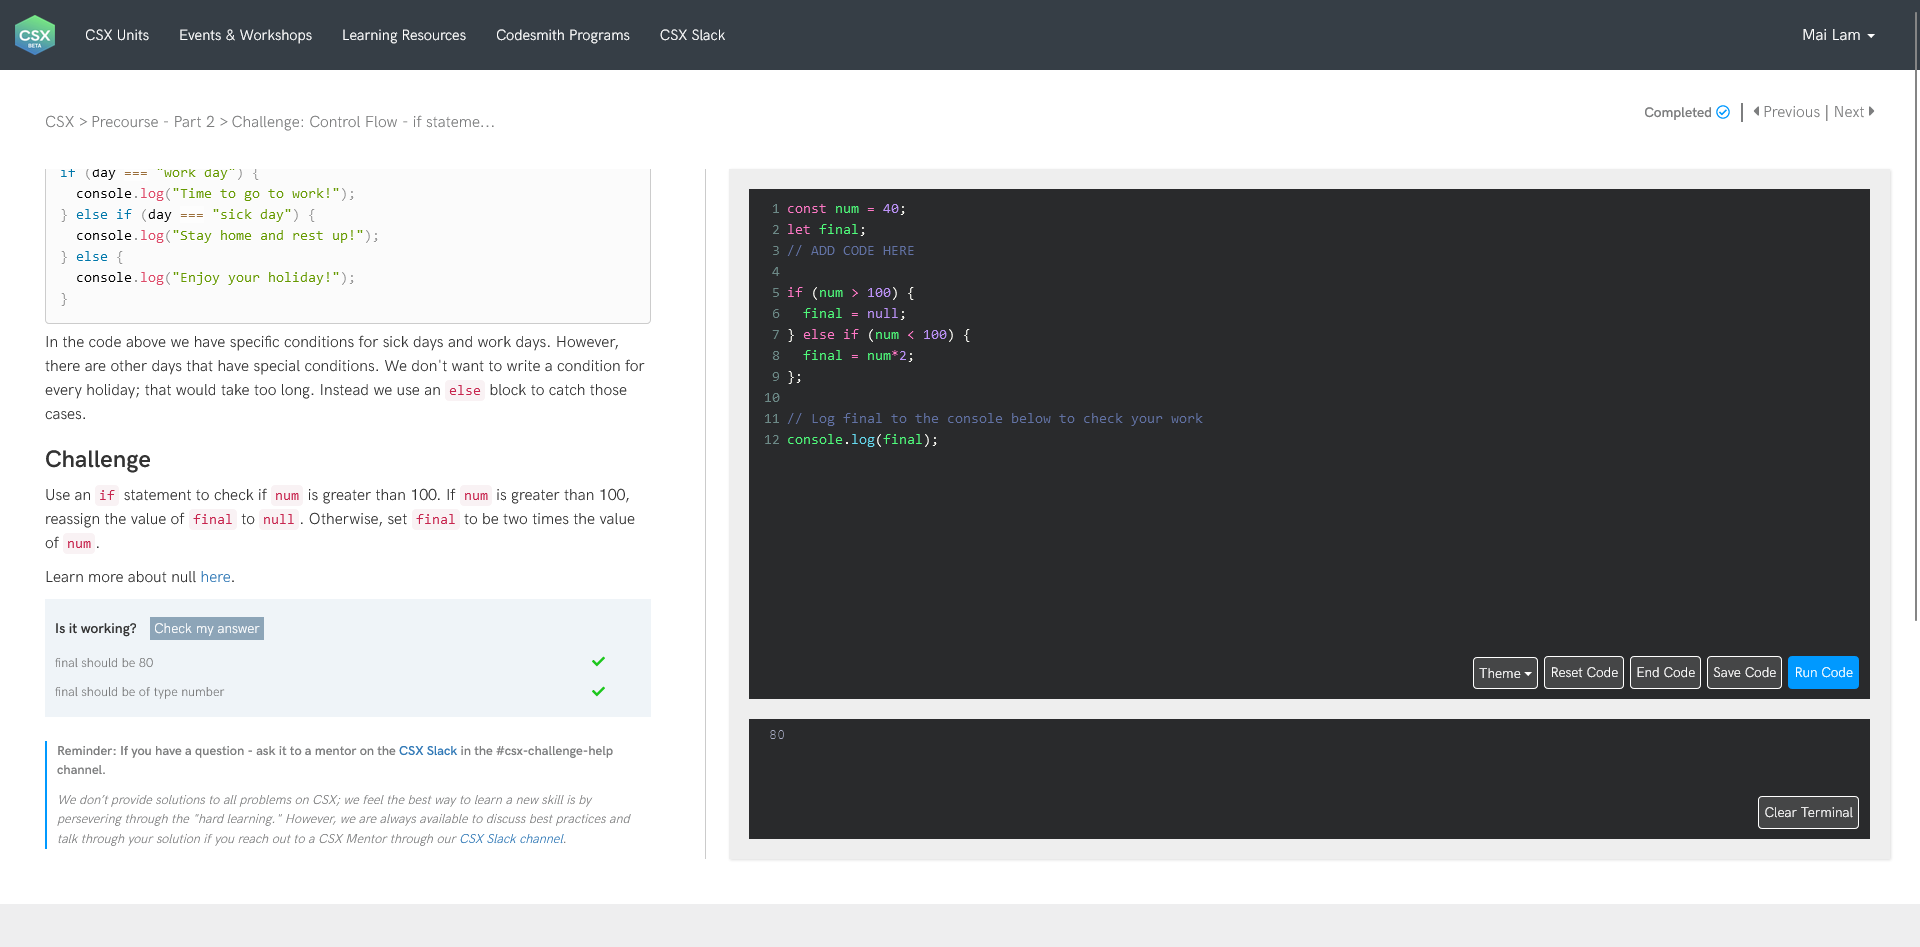 CSX
BETA
CSX Units
Events & Workshops
Learning Resources
Codesmith Programs
CSX Slack
Mai Lam
CSX > Precourse - Part 2 > Challenge: Control Flow - if stateme...
Completed
Previous | Next
if (day === "work day") {
  console.log("Time to go to work!");
} else if (day === "sick day") {
  console.log("Stay home and rest up!");
} else {
  console.log("Enjoy your holiday!");
}
In the code above we have specific conditions for sick days and work days. However,
there are other days that have special conditions. We don't want to write a condition for
every holiday; that would take too long. Instead we use an else block to catch those
cases.
Challenge
Use an if statement to check if num is greater than 100. If num is greater than 100,
reassign the value of final to null. Otherwise, set final to be two times the value
of num.
Learn more about null here.
Is it working?
Check my answer
final should be 80
final should be of type number
Reminder: If you have a question - ask it to a mentor on the CSX Slack in the #csx-challenge-help
channel.
We don't provide solutions to all problems on CSX; we feel the best way to learn a new skill is by
persevering through the "hard learning." However, we are always available to discuss best practices and
talk through your solution if you reach out to a CSX Mentor through our CSX Slack channel.
1 const num = 40;
2 let final;
3 // ADD CODE HERE
4
5 if (num > 100) {
6   final = null;
7 } else if (num < 100) {
8   final = num*2;
9 };
10
11 // Log final to the console below to check your work
12 console.log(final);
Theme
Reset Code
End Code
Save Code
Run Code
80
Clear Terminal